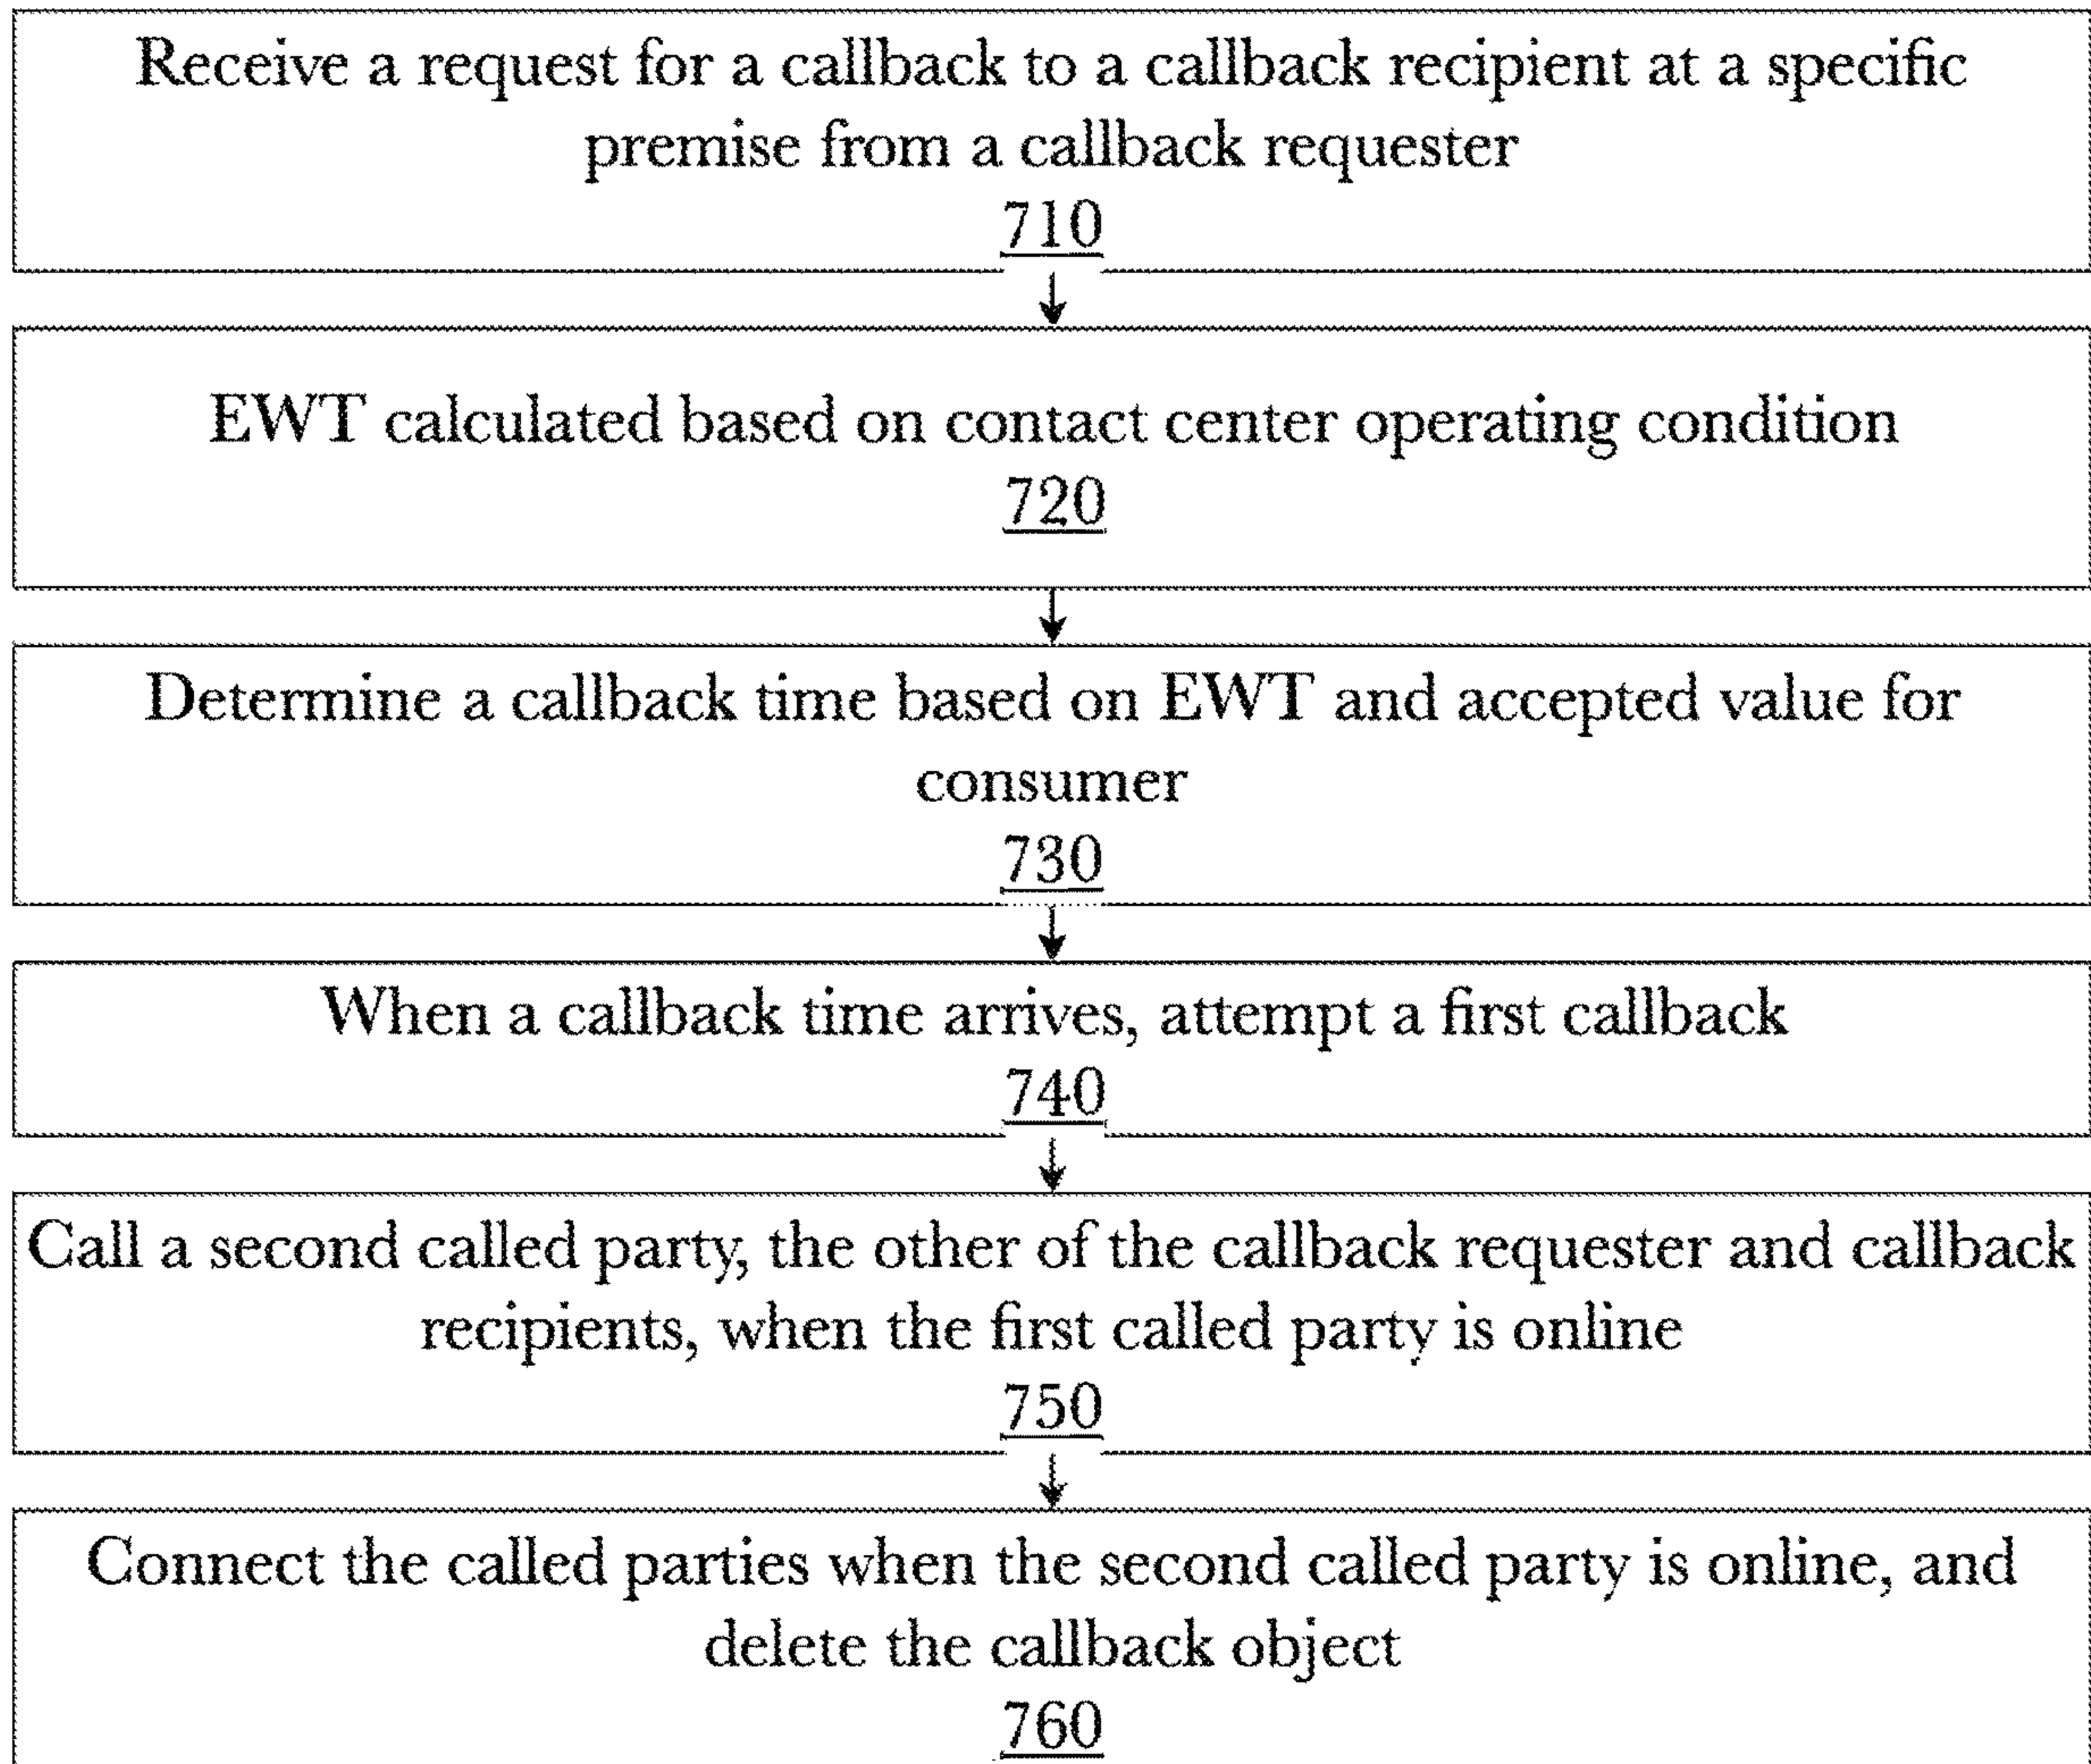 Receive a request for a callback to a callback recipient at a specific
premise from a callback requester
710
EWT calculated based on contact center operating condition
720
Determine a callback time based on EWT and accepted value for
consumer
730
When a callback time arrives, attempt a first callback
740
Call a second called party, the other of the callback requester and callback
recipients, when the first called party is online
750
Connect the called parties when the second called party is online, and
delete the callback object
760